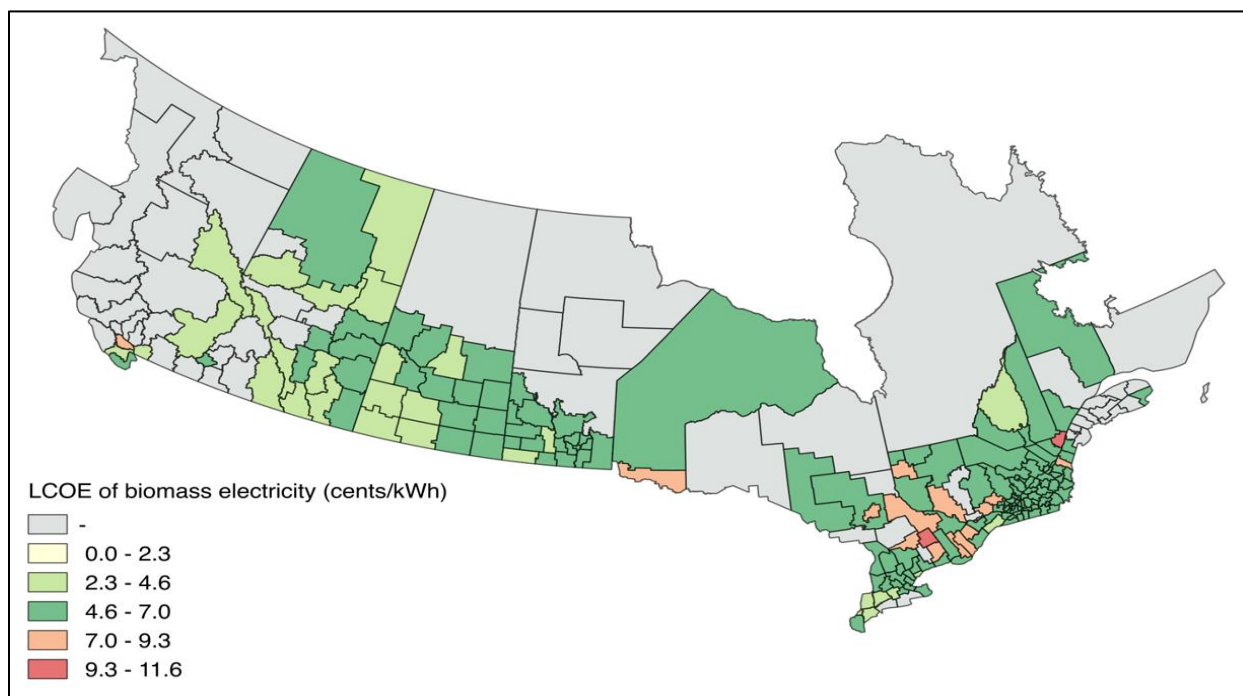 LCOE of biomass electricity (cents/kWh)
-
0.0 - 2.3
2.3 - 4.6
4.6 - 7.0
7.0 - 9.3
9.3 - 11.6